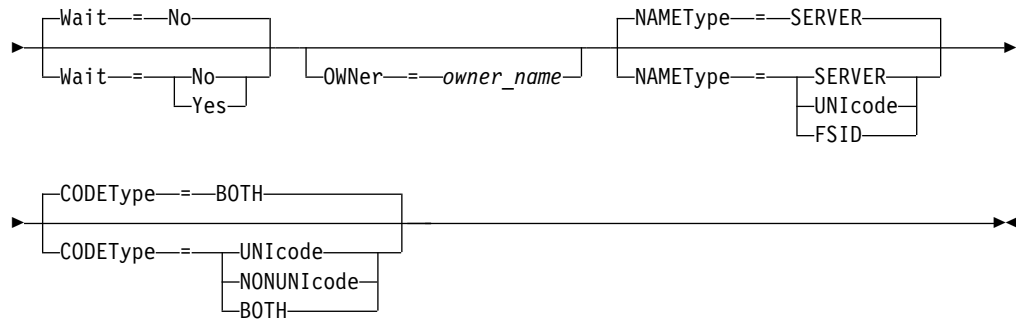 Wait = No NAMEType = SERVER
Wait = No OWNer = owner_name NAMEType = SERVER
Yes UNIcode
FSID
CODEType = BOTH
CODEType = UNIcode
NONUNIcode
BOTH